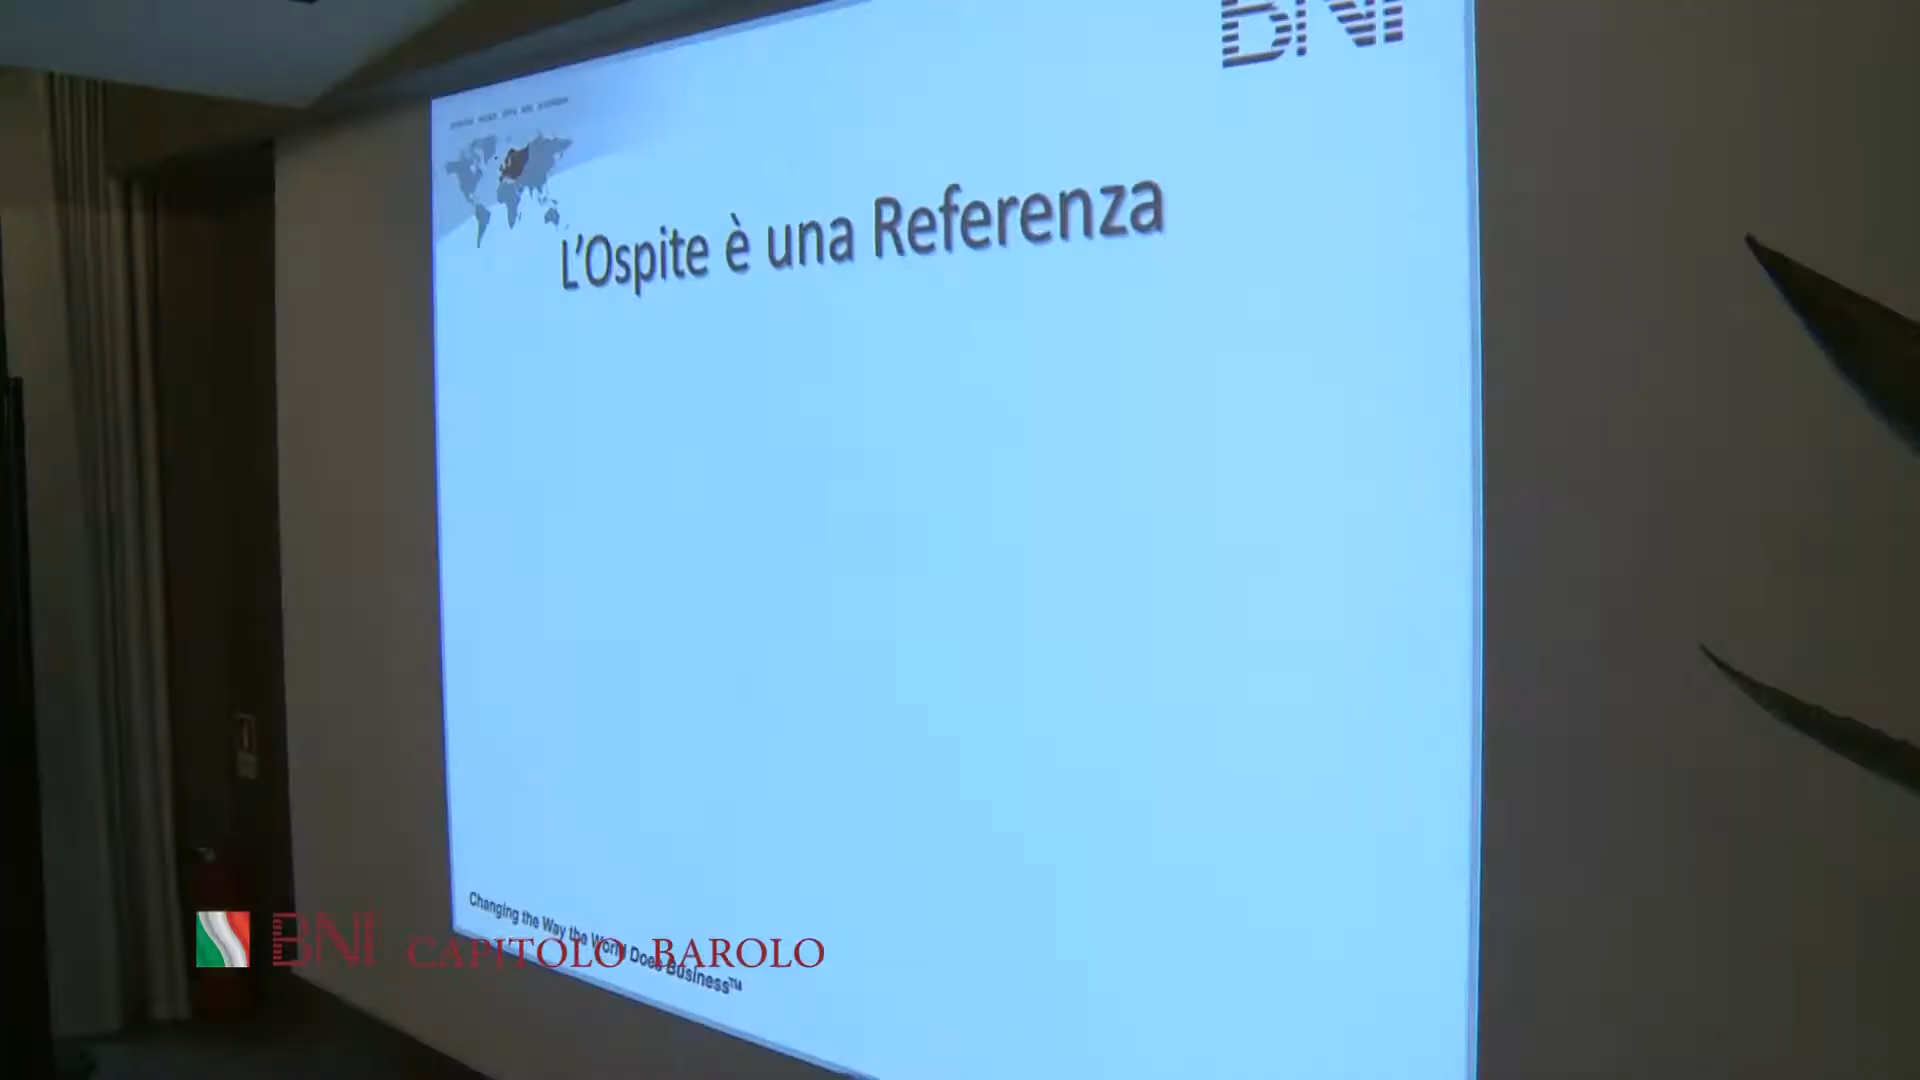 BNI
L'Ospite è una Referenza
Changing the Way the World Does Business™
BNI CAPITOLO BAROLO